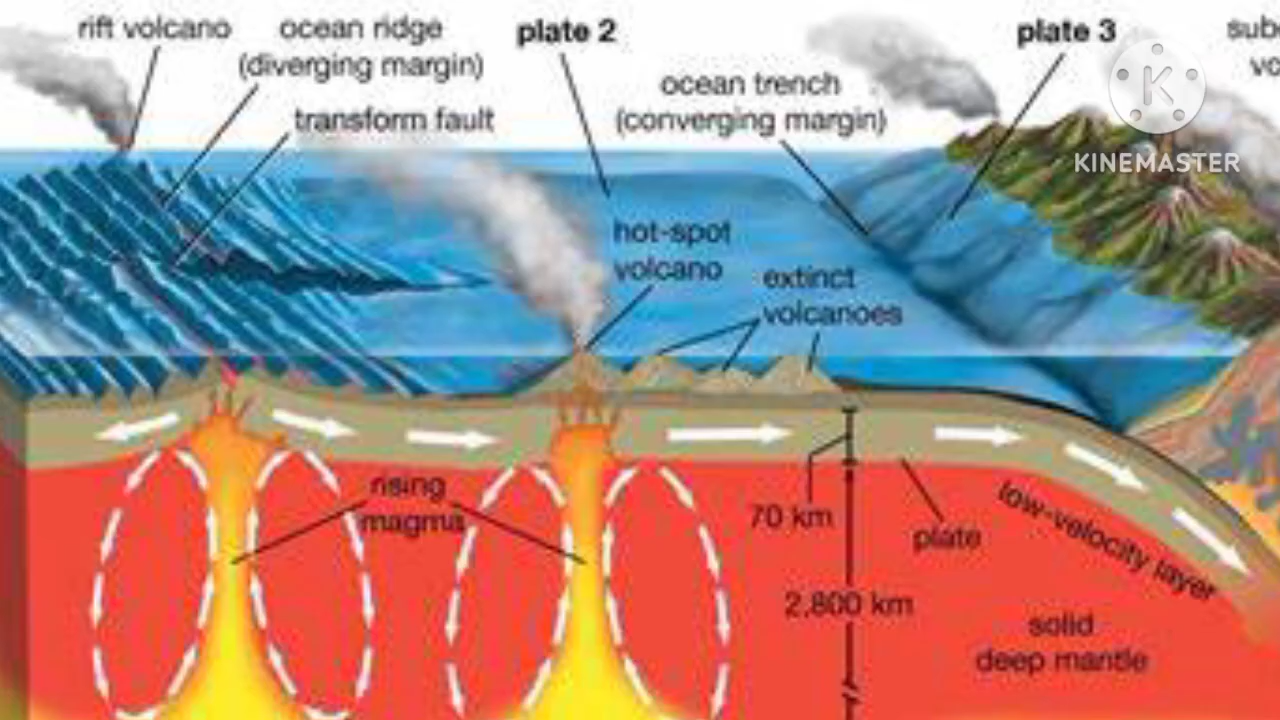 rift volcano
ocean ridge
(diverging margin)
transform fault
plate 2
ocean trench
(converging margin)
plate 3
KINEMASTER
hot-spot
volcano
extinct
volcanoes
rising
magma
70 km
plate
low-velocity layer
2,800 km
solid
deep mantle